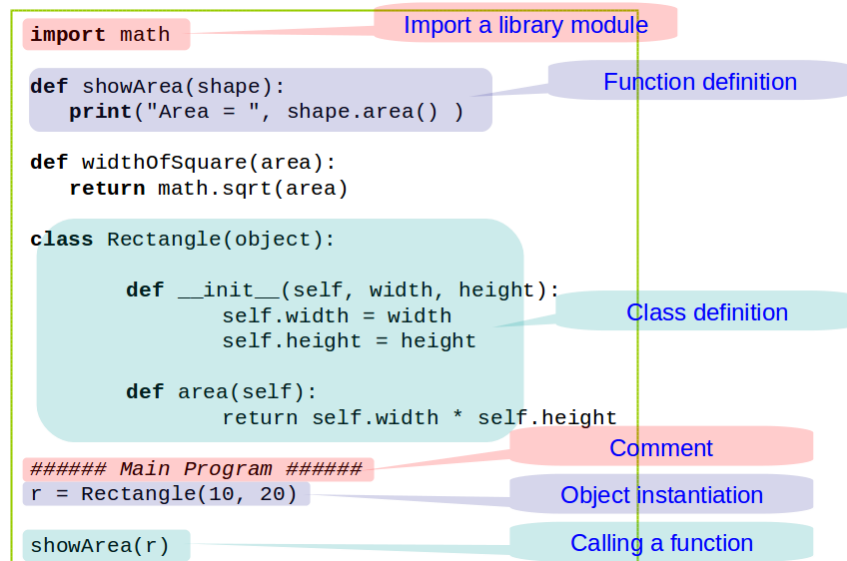 import math
Import a library module
def showArea(shape):
Function definition
print("Area = ", shape.area() )
def widthOfSquare(area):
return math.sqrt(area)
class Rectangle(object):
def __init__(self, width, height):
self.width = width
Class definition
self.height = height
def area(self):
return self.width * self.height
Comment
###### Main Program ######
r = Rectangle(10, 20)
Object instantiation
showArea(r)
Calling a function